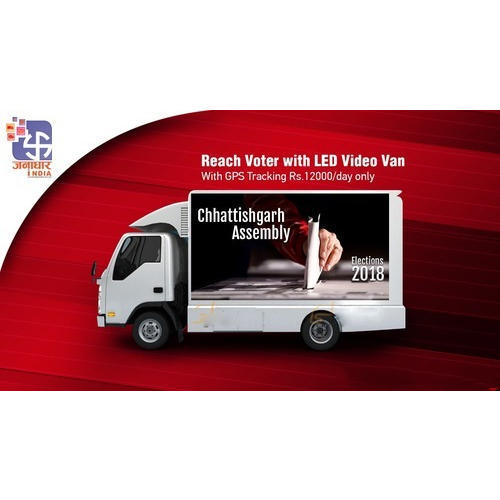 जनाधार
INDIA
Reach Voter with LED Video Van
With GPS Tracking Rs.12000/day only
Chhattishgarh
Assembly
Elections
2018